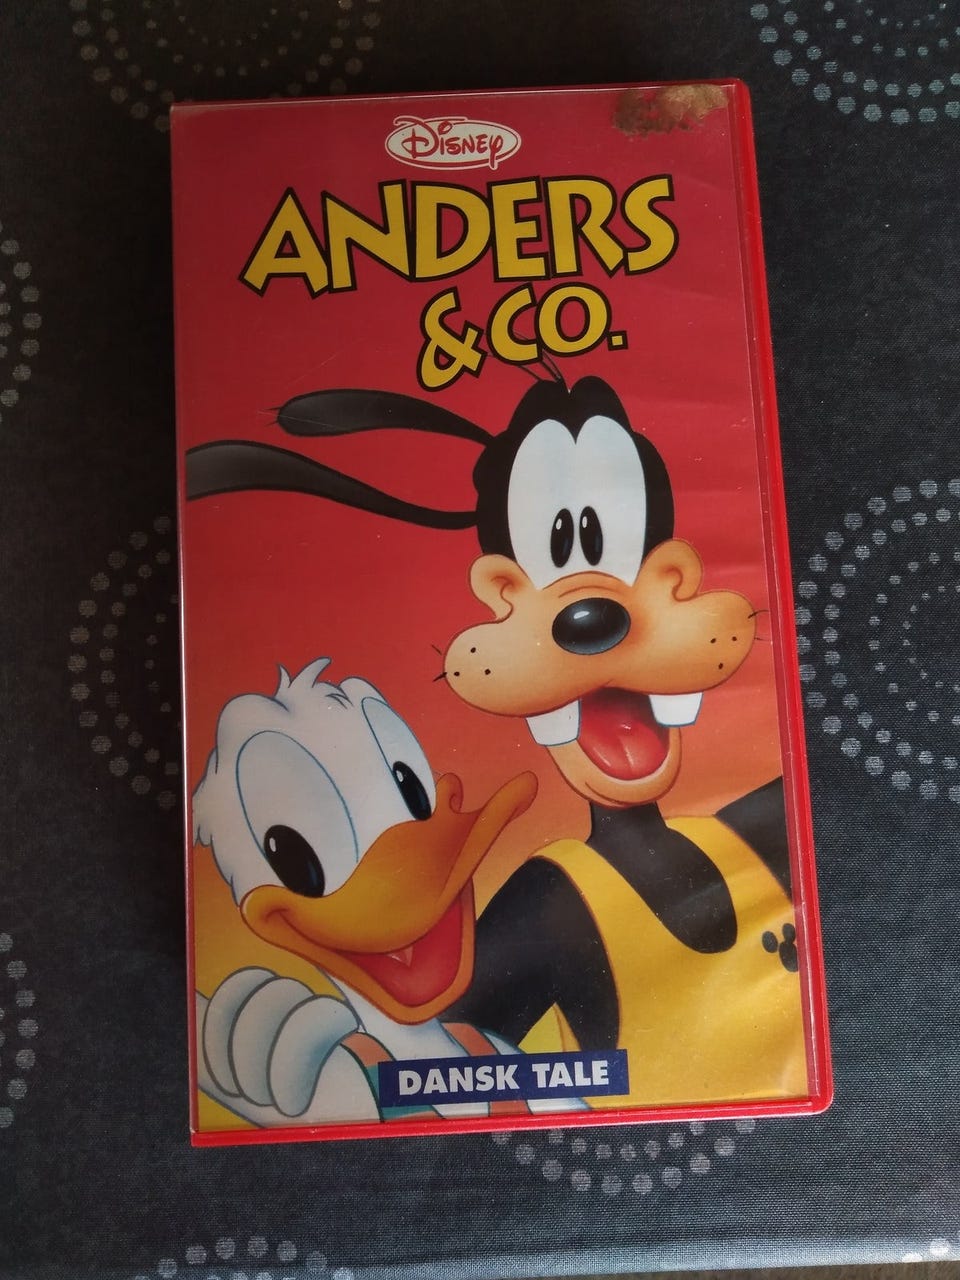 Disney
ANDERS
& CO.
DANSK TALE